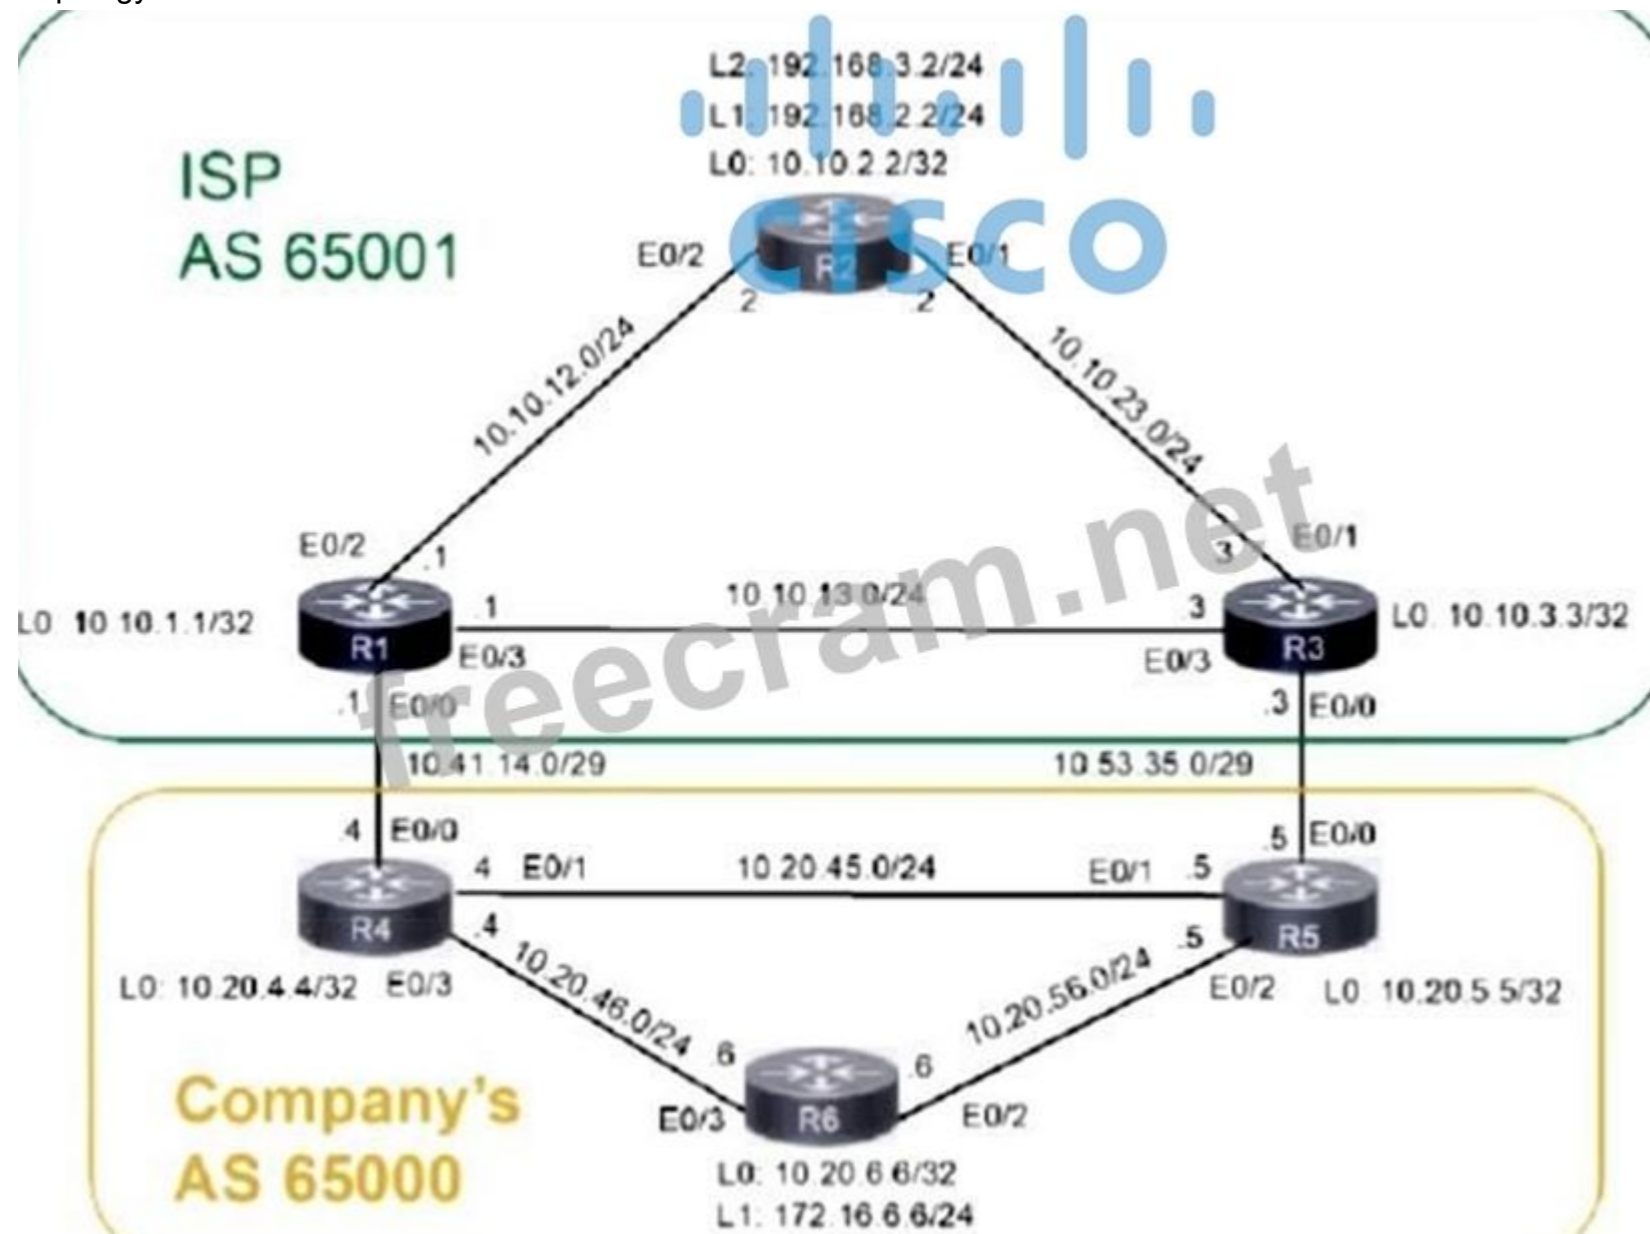 L2: 192.168.3.2/24
L1: 192.168.2.2/24
L0: 10.10.2.2/32
cisco
ISP
AS 65001
E0/2
R2
E0/1
.2
.2
10.10.12.0/24
10.10.23.0/24
E0/2
.1
.3
E0/1
L0: 10.10.1.1/32
R1
.1
E0/3
10.10.13.0/24
.3
E0/3
R3
L0: 10.10.3.3/32
freecram.net
.1
E0/0
.3
E0/0
10.41.14.0/29
10.53.35.0/29
.4
E0/0
.5
E0/0
.4
E0/1
10.20.45.0/24
E0/1
.5
R4
.4
.5
R5
L0: 10.20.4.4/32
E0/3
10.20.46.0/24
10.20.56.0/24
E0/2
L0: 10.20.5.5/32
.6
.6
E0/3
R6
E0/2
Company's
AS 65000
L0: 10.20.6.6/32
L1: 172.16.6.6/24